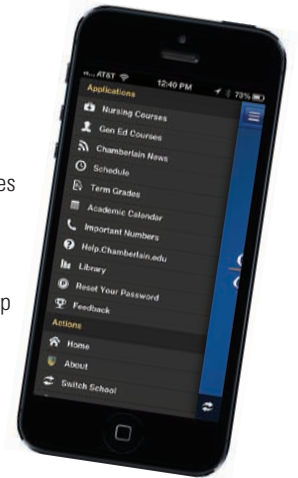 AT&T 12:40 PM 73%
Applications
Nursing Courses
Gen Ed Courses
Chamberlain News
es
Schedule
Term Grades
Academic Calendar
Important Numbers
Help.Chamberlain.edu
Library
p
Reset Your Password
Feedback
Actions
Home
About
Switch School